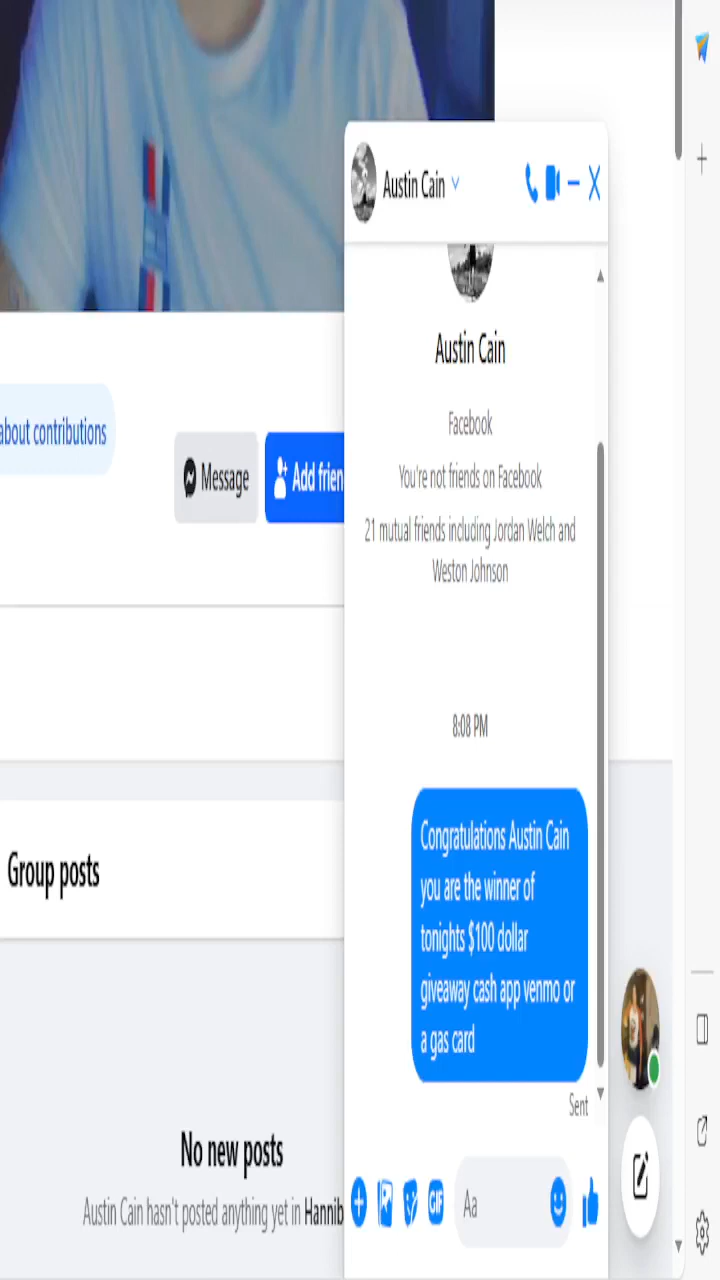 Austin Cain
Austin Cain
Facebook
You're not friends on Facebook
21 mutual friends including Jordan Welch and
Weston Johnson
about contributions
Message
Add frien
8:08 PM
Congratulations Austin Cain
you are the winner of
tonights $100 dollar
giveaway cash app venmo or
a gas card
Sent
Group posts
No new posts
Austin Cain hasn't posted anything yet in Hannib
GIF
Aa